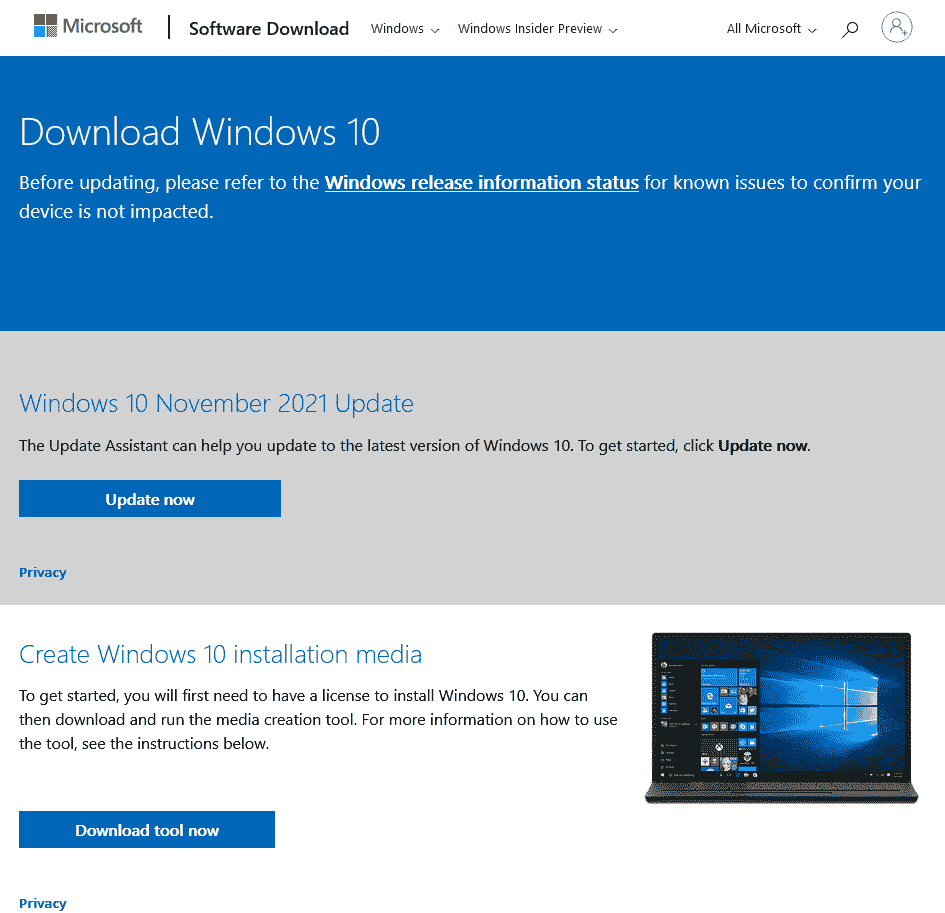 Microsoft
Software Download
Windows
Windows Insider Preview
All Microsoft
Download Windows 10
Before updating, please refer to the Windows release information status for known issues to confirm your
device is not impacted.
Windows 10 November 2021 Update
The Update Assistant can help you update to the latest version of Windows 10. To get started, click Update now.
Update now
Privacy
Create Windows 10 installation media
To get started, you will first need to have a license to install Windows 10. You can
then download and run the media creation tool. For more information on how to use
the tool, see the instructions below.
Download tool now
Privacy